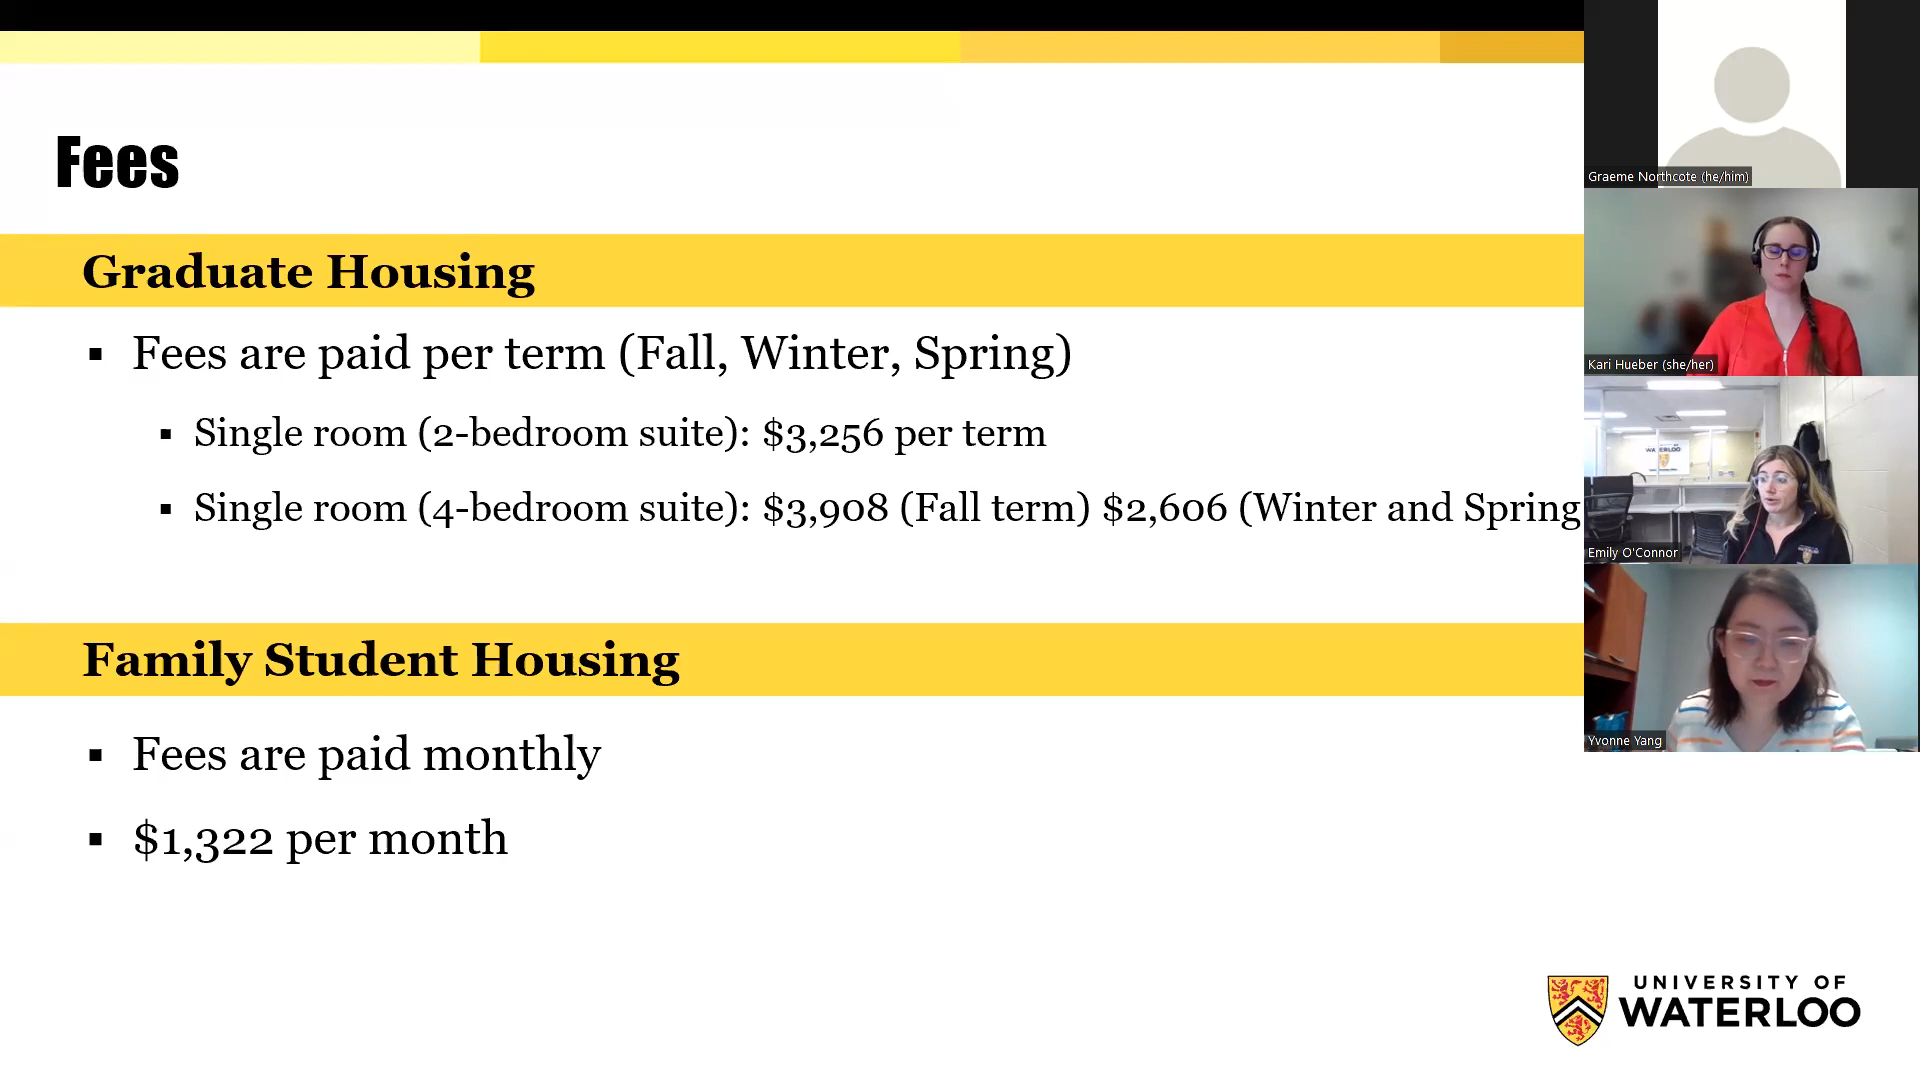 Fees
Graduate Housing
▪ Fees are paid per term (Fall, Winter, Spring)
▪ Single room (2-bedroom suite): $3,256 per term
▪ Single room (4-bedroom suite): $3,908 (Fall term) $2,606 (Winter and Spring
Family Student Housing
▪ Fees are paid monthly
▪ $1,322 per month
UNIVERSITY OF
WATERLOO
Graeme Northcote (he/him)
Kari Hueber (she/her)
WATERLOO
Emily O'Connor
Yvonne Yang